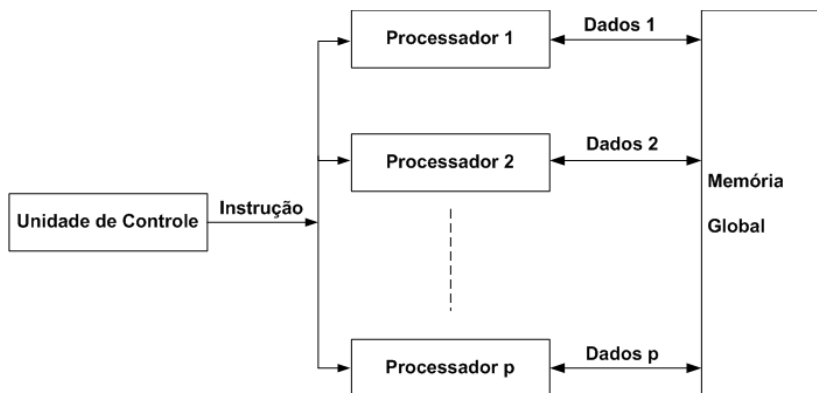 Processador 1
Dados 1
Processador 2
Dados 2
Memória
Global
Unidade de Controle
Instrução
Processador p
Dados p